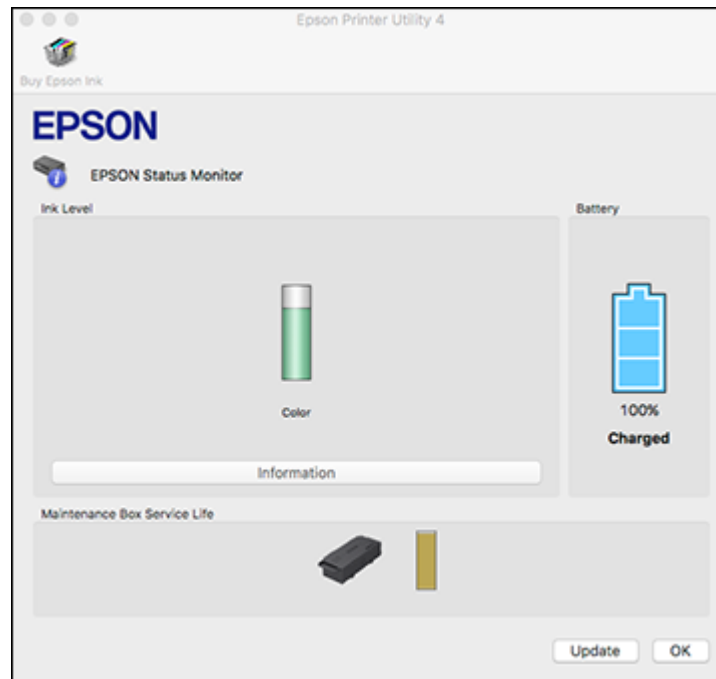 Epson Printer Utility 4
Buy Epson Ink
EPSON
EPSON Status Monitor
Ink Level
Battery
Color
100%
Charged
Information
Maintenance Box Service Life
Update
OK